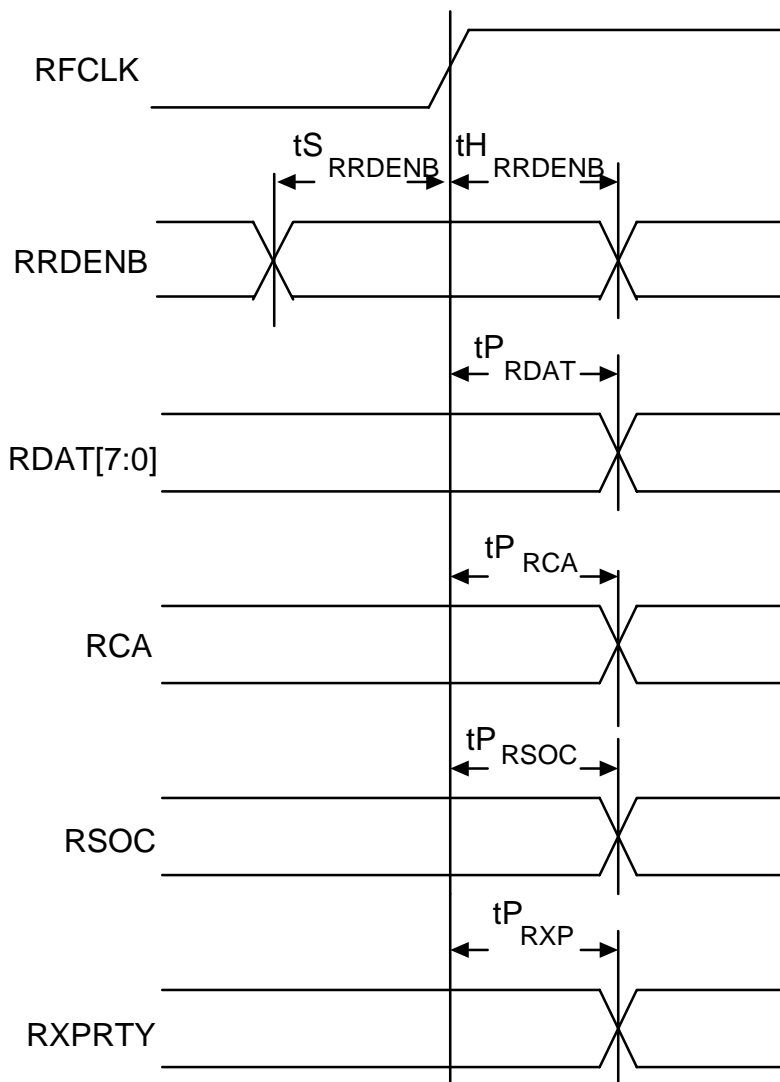 RFCLK
tS RRDENB
tH RRDENB
RRDENB
tP RDAT
RDAT[7:0]
tP RCA
RCA
tP RSOC
RSOC
tP RXP
RXPRTY